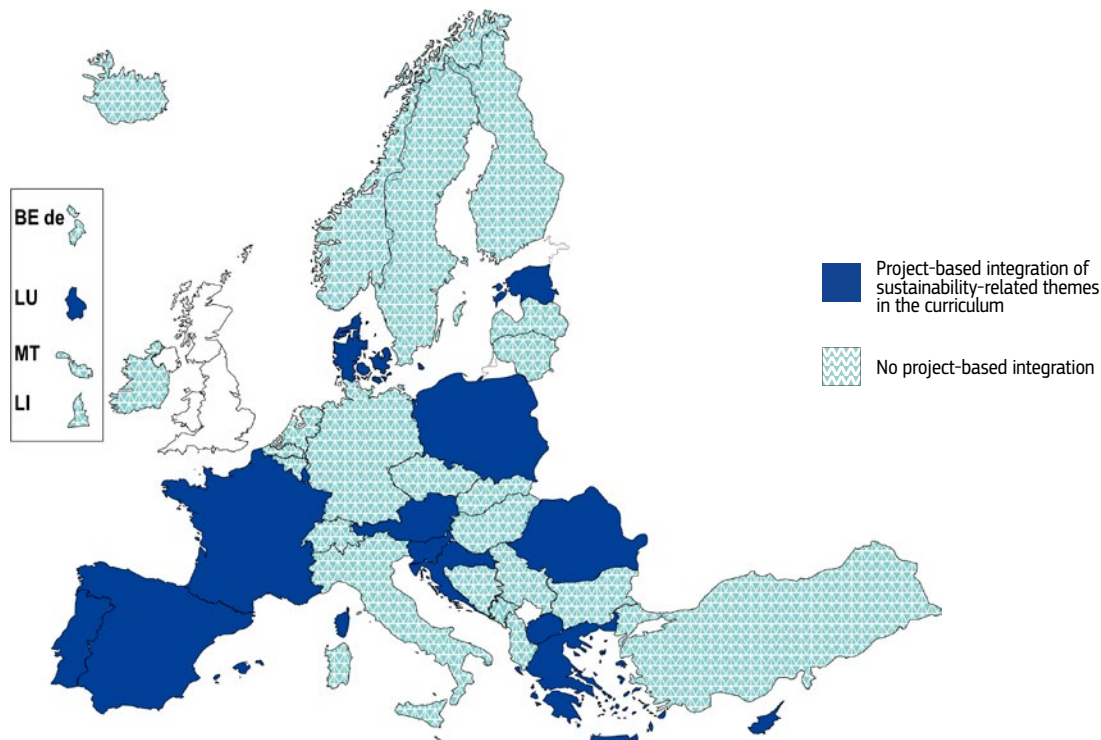 BE de
LU
MT
LI
Project-based integration of
sustainability-related themes
in the curriculum
No project-based integration